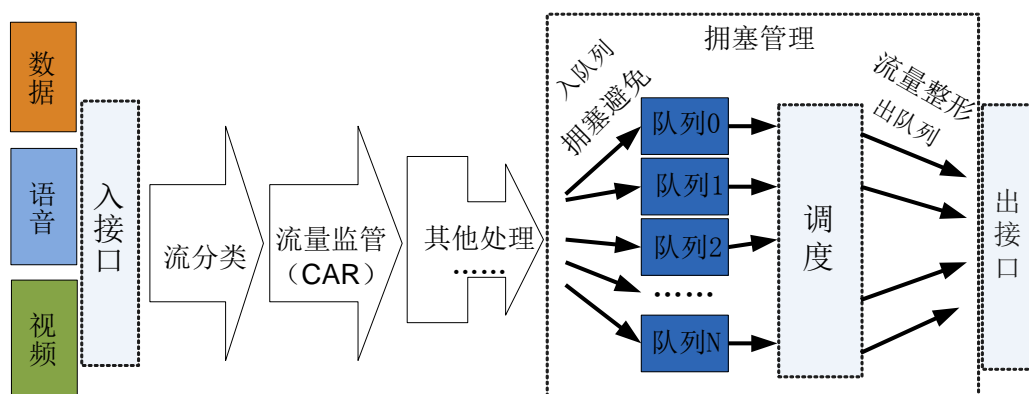 数据
语音
视频
入接口
流分类
流量监管
（CAR）
其他处理
……
拥塞管理
入队列
拥塞避免
队列0
队列1
队列2
……
队列N
调度
流量整形
出队列
出接口